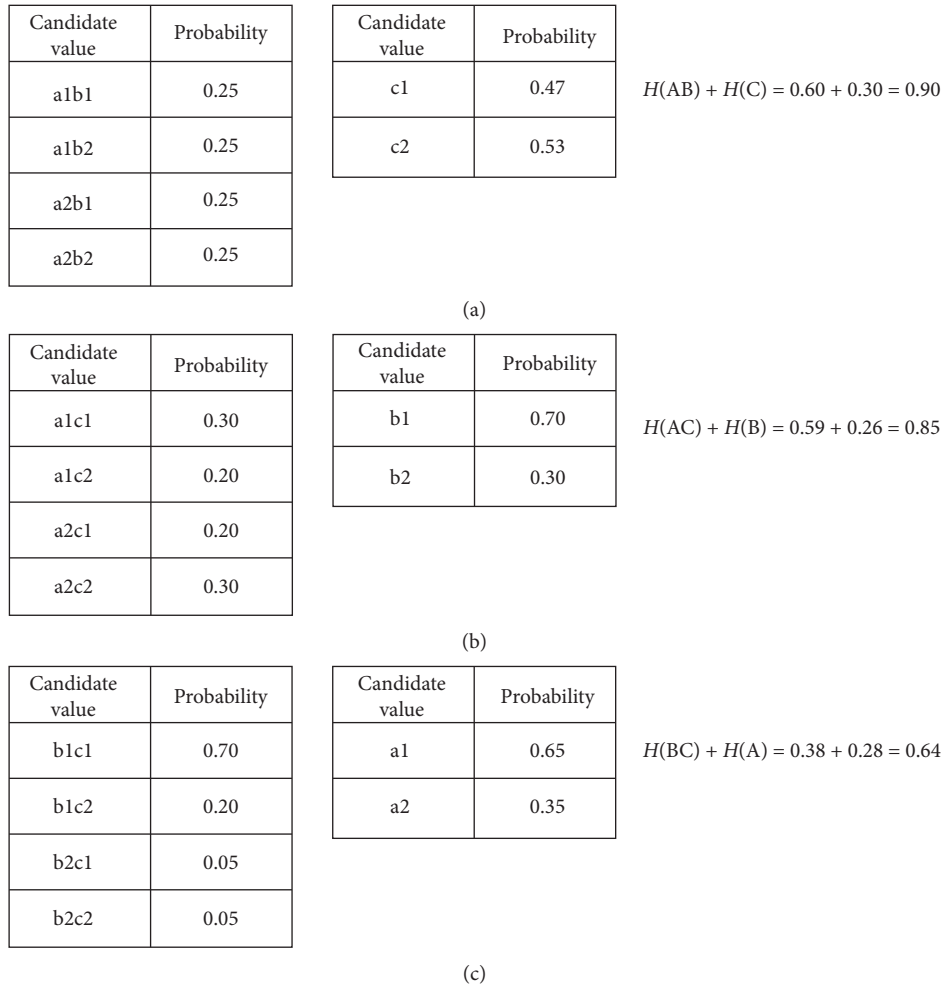 Candidate value Probability
a1b1 0.25
a1b2 0.25
a2b1 0.25
a2b2 0.25
Candidate value Probability
c1 0.47
c2 0.53
H(AB) + H(C) = 0.60 + 0.30 = 0.90
(a)
Candidate value Probability
a1c1 0.30
a1c2 0.20
a2c1 0.20
a2c2 0.30
Candidate value Probability
b1 0.70
b2 0.30
H(AC) + H(B) = 0.59 + 0.26 = 0.85
(b)
Candidate value Probability
b1c1 0.70
b1c2 0.20
b2c1 0.05
b2c2 0.05
Candidate value Probability
a1 0.65
a2 0.35
H(BC) + H(A) = 0.38 + 0.28 = 0.64
(c)